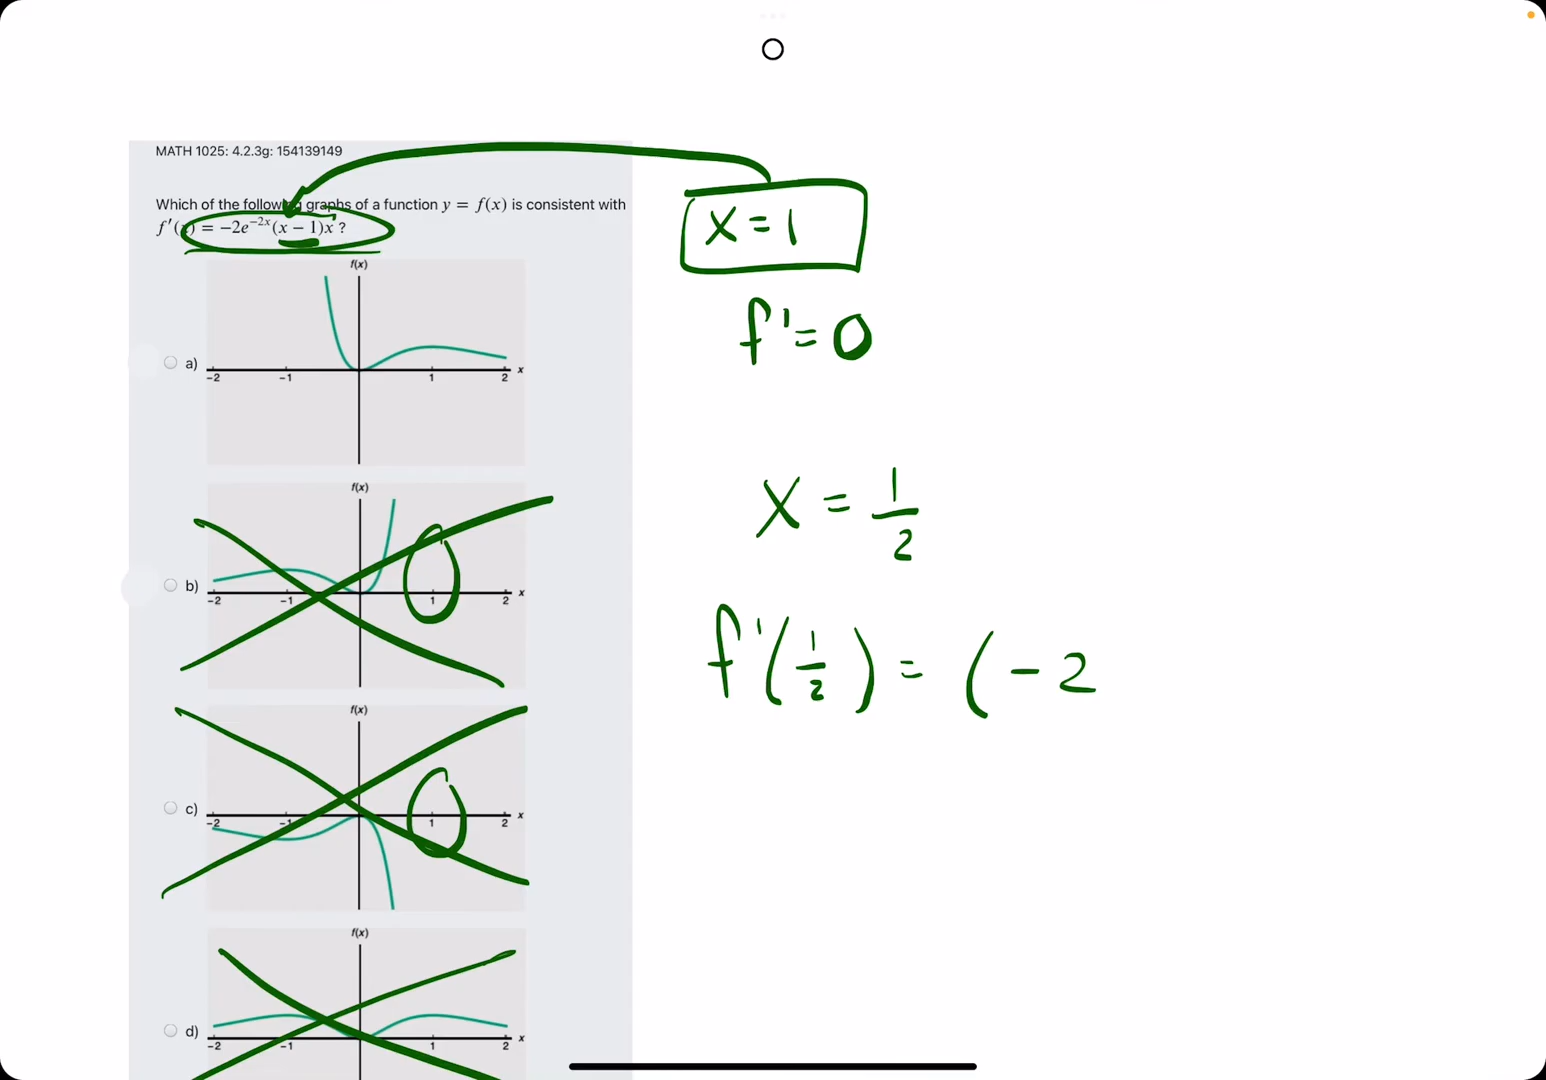 MATH 1025: 4.2.3g: 154139149
Which of the following graphs of a function y = f(x) is consistent with
f′(x) = −2e⁻²ˣ(x − 1)x ?
x = 1
f' = 0
x = 1/2
f'(1/2) = (-2
f(x)
a)
−2 −1 1 2 x
f(x)
b)
−2 −1 1 2 x
f(x)
c)
−2 −1 1 2 x
f(x)
d)
−2 −1 1 2 x